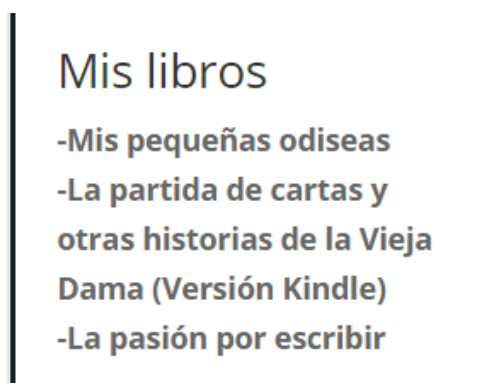 Mis libros
-Mis pequeñas odiseas
-La partida de cartas y
otras historias de la Vieja
Dama (Versión Kindle)
-La pasión por escribir